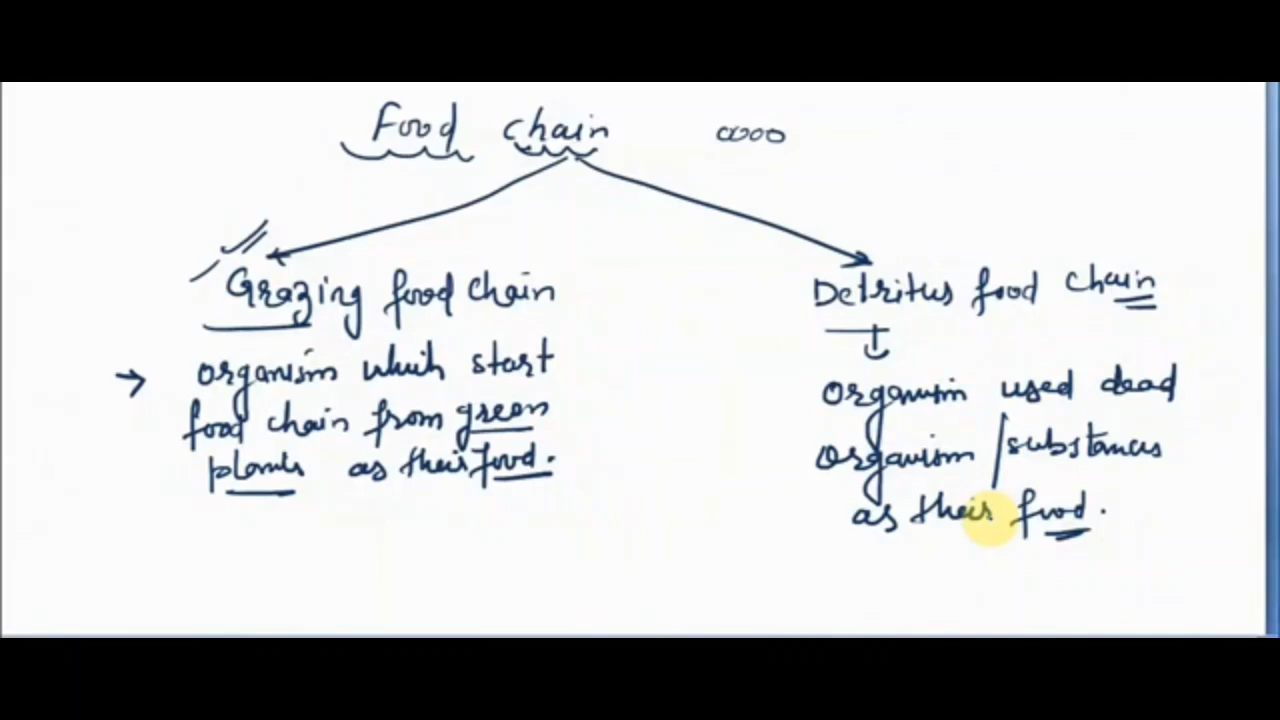 Food chain
Grazing food chain
→ organism which start
food chain from green
plants as their food.
Detritus food chain
Organism used dead
organism / substances
as their food.